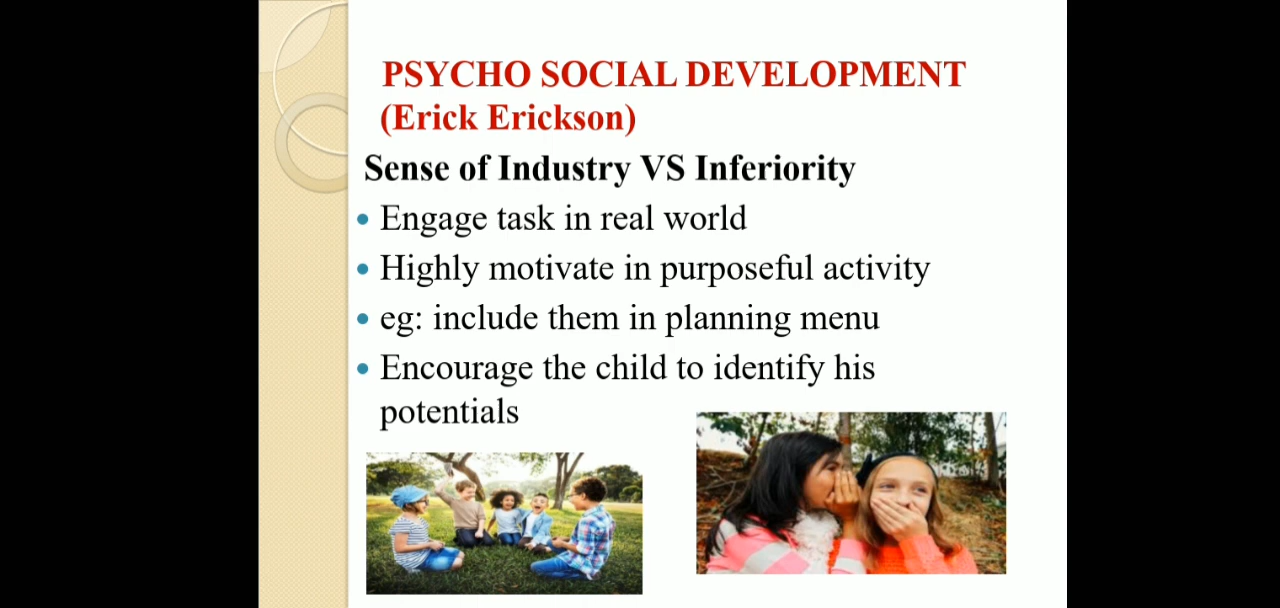 PSYCHO SOCIAL DEVELOPMENT
(Erick Erickson)
Sense of Industry VS Inferiority
• Engage task in real world
• Highly motivate in purposeful activity
• eg: include them in planning menu
• Encourage the child to identify his
potentials